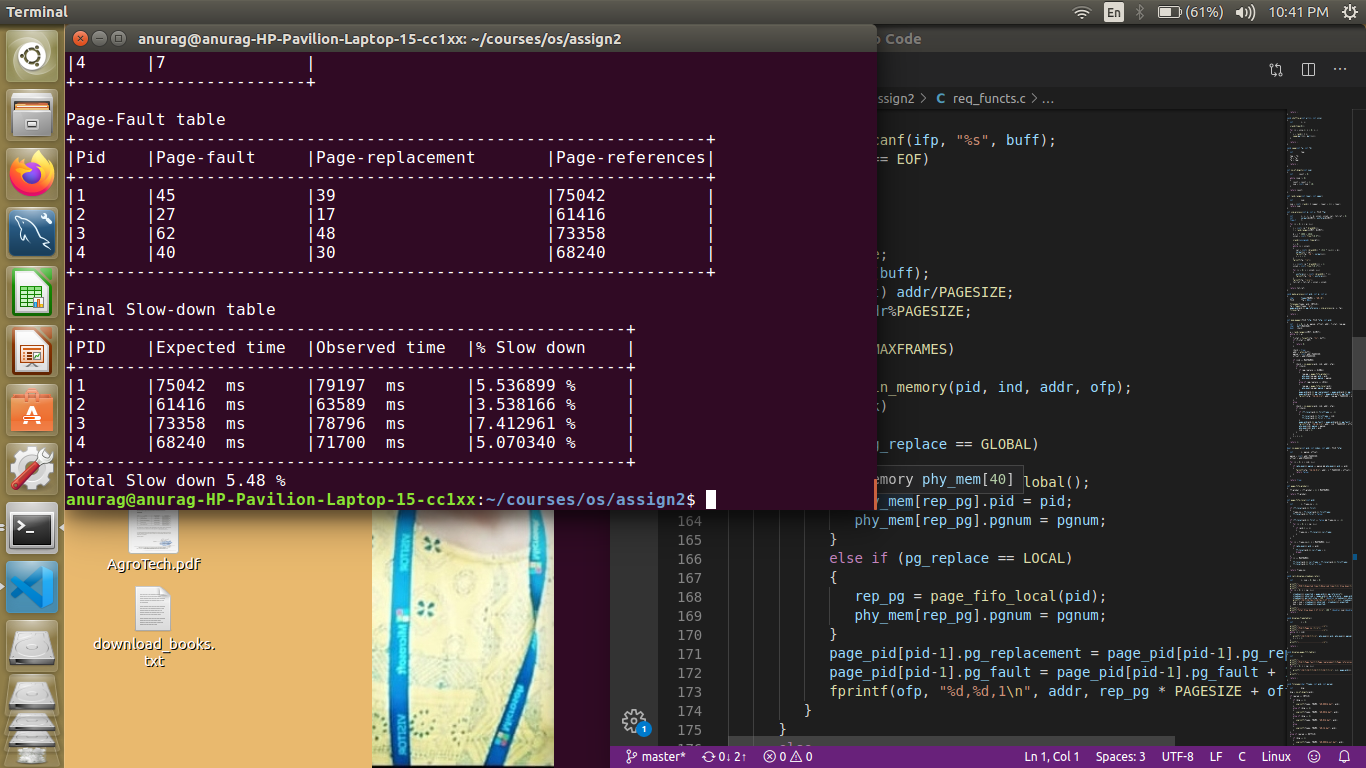 Terminal
En
(61%)
10:41 PM
anurag@anurag-HP-Pavilion-Laptop-15-cc1xx: ~/courses/os/assign2
|4      |7              |
+-----------------------+
Page-Fault table
+---------------------------------------------------------------+
|Pid    |Page-fault     |Page-replacement       |Page-references|
+---------------------------------------------------------------+
|1      |45             |39                     |75042          |
|2      |27             |17                     |61416          |
|3      |62             |48                     |73358          |
|4      |40             |30                     |68240          |
+---------------------------------------------------------------+
Final Slow-down table
+-------------------------------------------------------+
|PID    |Expected time  |Observed time  |% Slow down    |
+-------------------------------------------------------+
|1      |75042  ms      |79197  ms      |5.536899 %     |
|2      |61416  ms      |63589  ms      |3.538166 %     |
|3      |73358  ms      |78796  ms      |7.412961 %     |
|4      |68240  ms      |71700  ms      |5.070340 %     |
+-------------------------------------------------------+
Total Slow down 5.48 %
anurag@anurag-HP-Pavilion-Laptop-15-cc1xx:~/courses/os/assign2$
AgroTech.pdf
download_books.
txt
Code
ssign2 > C req_functs.c > ...
canf(ifp, "%s", buff);
== EOF)
buff);
) addr/PAGESIZE;
dr%PAGESIZE;
MAXFRAMES)
in_memory(pid, ind, addr, ofp);
g_replace == GLOBAL)
lobal();
emory phy_mem[40]
y_mem[rep_pg].pid = pid;
164 phy_mem[rep_pg].pgnum = pgnum;
165 }
166 else if (pg_replace == LOCAL)
167 {
168 rep_pg = page_fifo_local(pid);
169 phy_mem[rep_pg].pgnum = pgnum;
170 }
171 page_pid[pid-1].pg_replacement = page_pid[pid-1].pg_rep
172 page_pid[pid-1].pg_fault = page_pid[pid-1].pg_fault +
173 fprintf(ofp, "%d,%d,1\n", addr, rep_pg * PAGESIZE + of
174 }
175 }
1
master*
0↓ 2↑
0
0
Ln 1, Col 1
Spaces: 3
UTF-8
LF
C
Linux